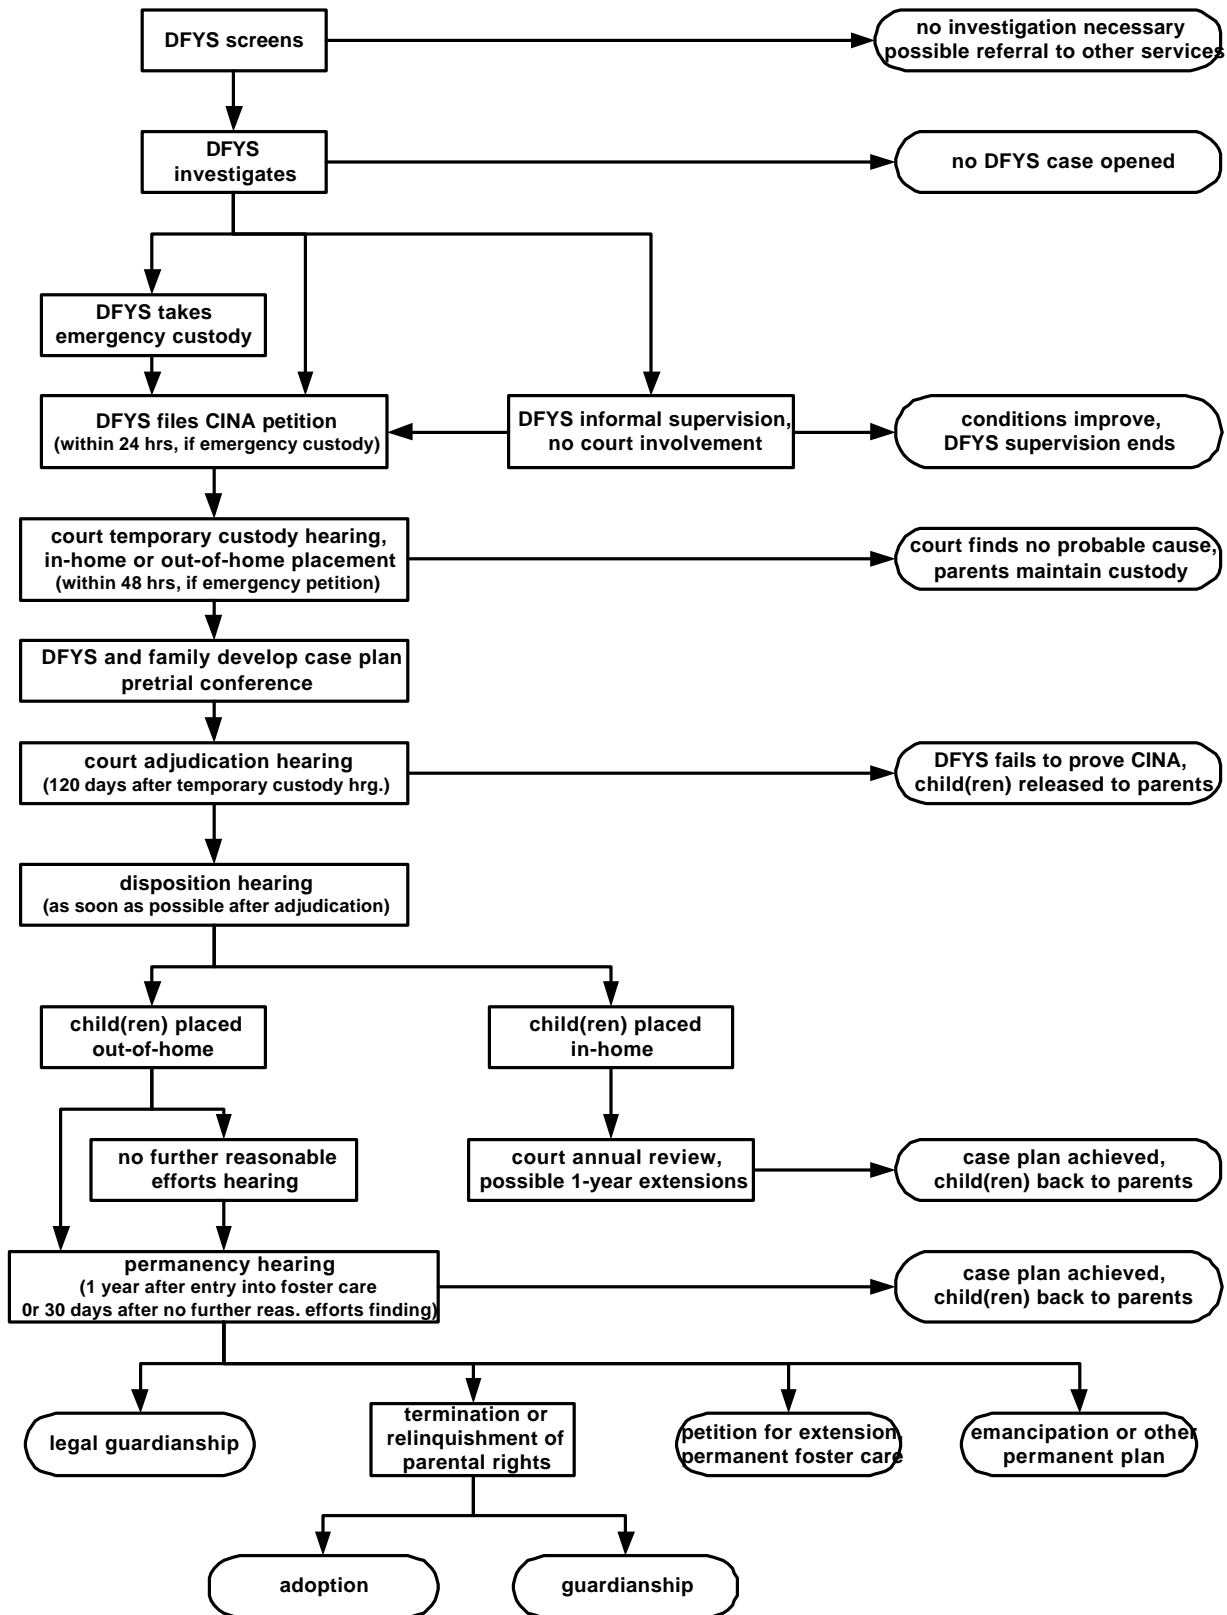 DFYS screens
no investigation necessary
possible referral to other services
DFYS
investigates
no DFYS case opened
DFYS takes
emergency custody
DFYS files CINA petition
(within 24 hrs, if emergency custody)
DFYS informal supervision,
no court involvement
conditions improve,
DFYS supervision ends
court temporary custody hearing,
in-home or out-of-home placement
(within 48 hrs, if emergency petition)
court finds no probable cause,
parents maintain custody
DFYS and family develop case plan
pretrial conference
court adjudication hearing
(120 days after temporary custody hrg.)
DFYS fails to prove CINA,
child(ren) released to parents
disposition hearing
(as soon as possible after adjudication)
child(ren) placed
out-of-home
child(ren) placed
in-home
no further reasonable
efforts hearing
court annual review,
possible 1-year extensions
case plan achieved,
child(ren) back to parents
permanency hearing
(1 year after entry into foster care
0r 30 days after no further reas. efforts finding)
case plan achieved,
child(ren) back to parents
legal guardianship
termination or
relinquishment of
parental rights
petition for extension,
permanent foster care
emancipation or other
permanent plan
adoption
guardianship